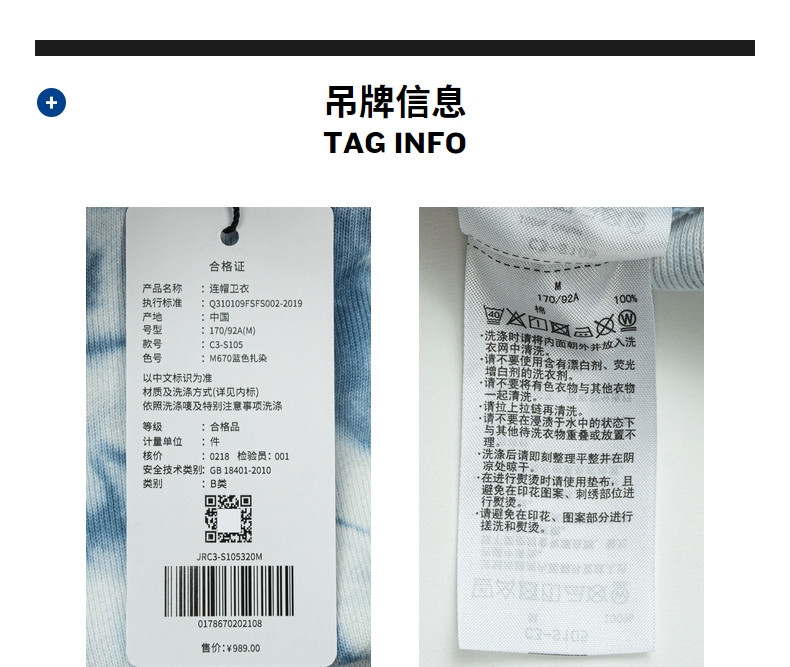 吊牌信息
TAG INFO
合格证
产品名称 ：连帽卫衣
执行标准 ：Q310109FSFS002-2019
产地 ：中国
号型 ：170/92A(M)
款号 ：C3-S105
色号 ：M670蓝色扎染
以中文标识为准
材质及洗涤方式(详见内标)
依照洗涤唛及特别注意事项洗涤
等级 ：合格品
计量单位 ：件
核价 ：0218 检验员：001
安全技术类别：GB 18401-2010
类别 ：B类
JRC3-S105320M
0178670202108
售价：¥989.00
C3-S105
M
170/92A 100%
棉
40
W
·洗涤时请将内面朝外并放入洗
衣网中清洗。
·请不要使用含有漂白剂、荧光
增白剂的洗衣剂。
·请不要将有色衣物与其他衣物
一起清洗。
·请拉上拉链再清洗。
·请不要在浸渍于水中的状态下
与其他待洗衣物重叠或放置不
理。
·洗涤后请即刻整理平整并在阴
凉处晾干。
·在进行熨烫时请使用垫布，且
避免在印花图案、刺绣部位进
行熨烫。
·请避免在印花、图案部分进行
搓洗和熨烫。
100%
C3-S105